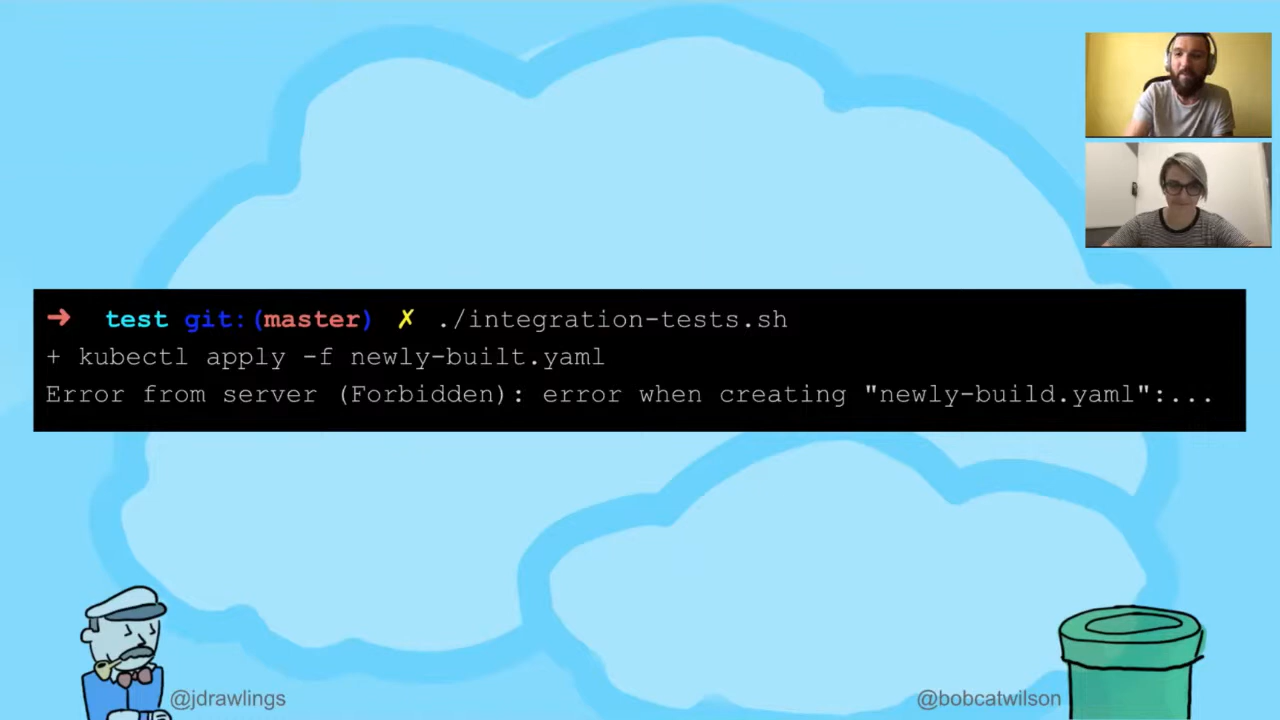 ➜ test git:(master) ✗ ./integration-tests.sh
+ kubectl apply -f newly-built.yaml
Error from server (Forbidden): error when creating "newly-build.yaml":...
@jdrawlings
@bobcatwilson